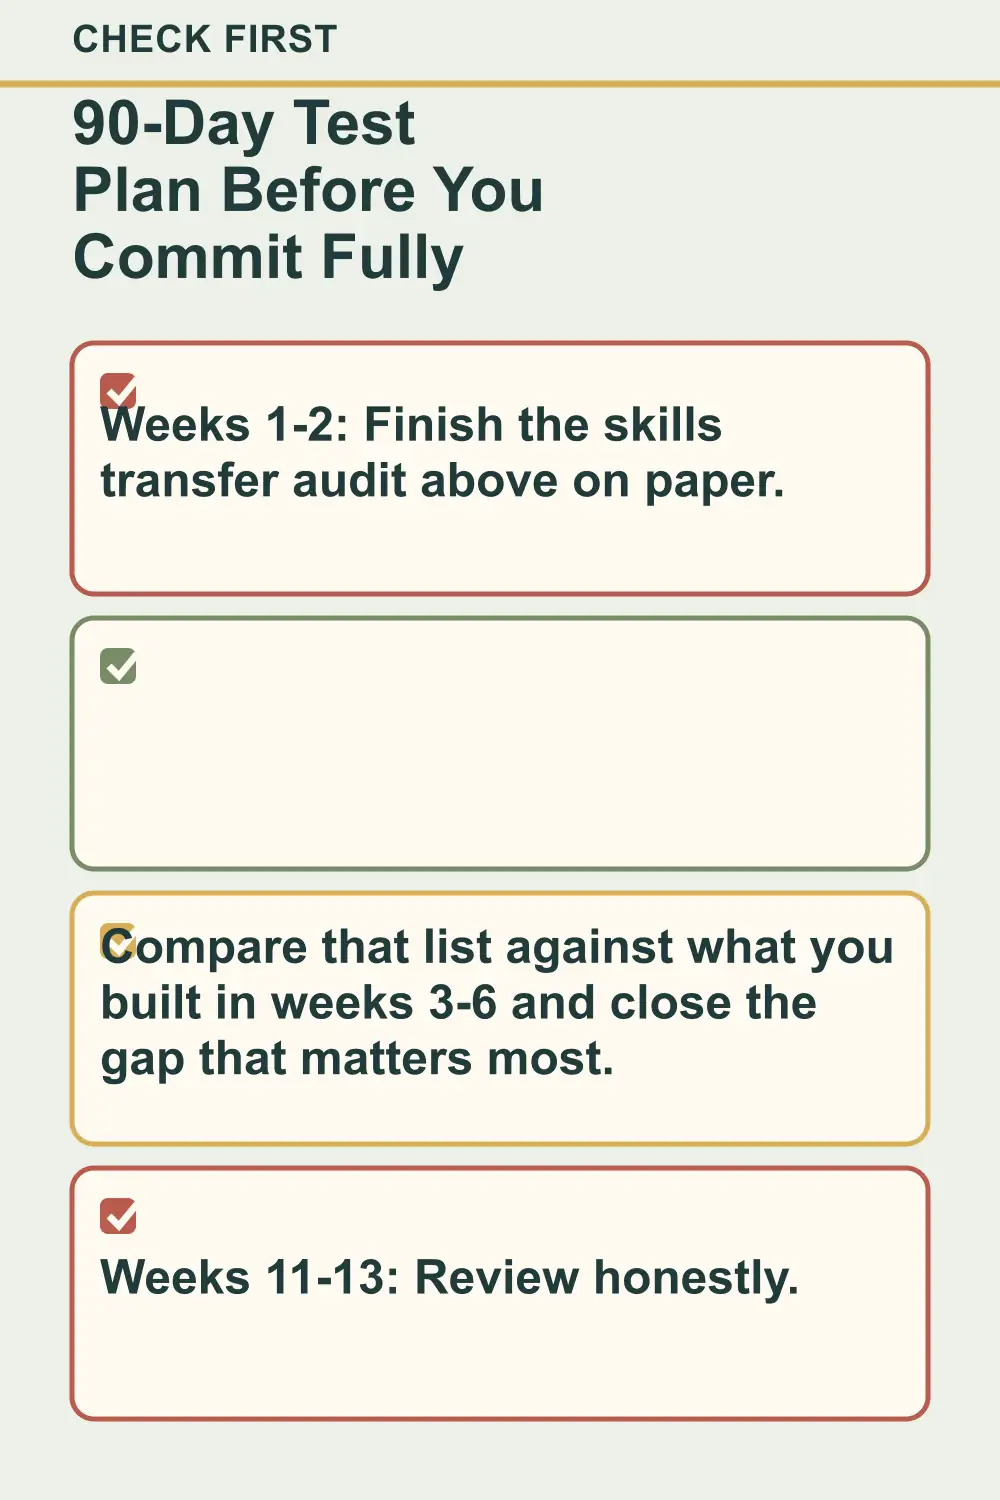 CHECK FIRST
90-Day Test
Plan Before You
Commit Fully
Weeks 1-2: Finish the skills
transfer audit above on paper.
Compare that list against what you
built in weeks 3-6 and close the
gap that matters most.
Weeks 11-13: Review honestly.